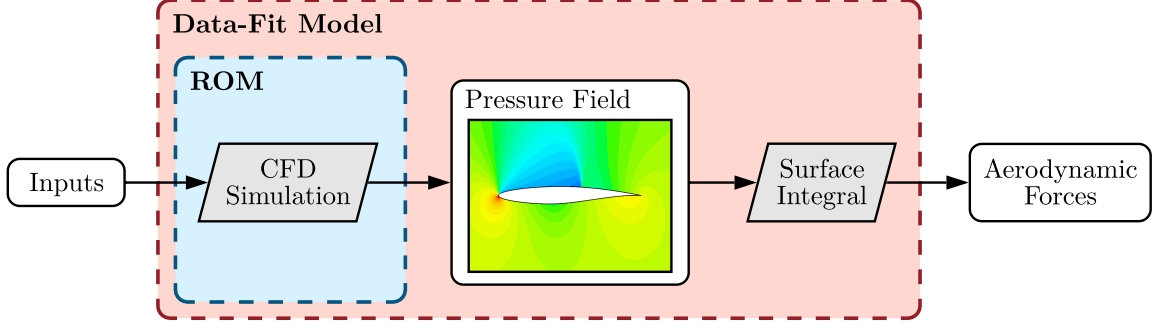 Data-Fit Model
ROM
Pressure Field
Inputs
CFD
Simulation
Surface
Integral
Aerodynamic
Forces